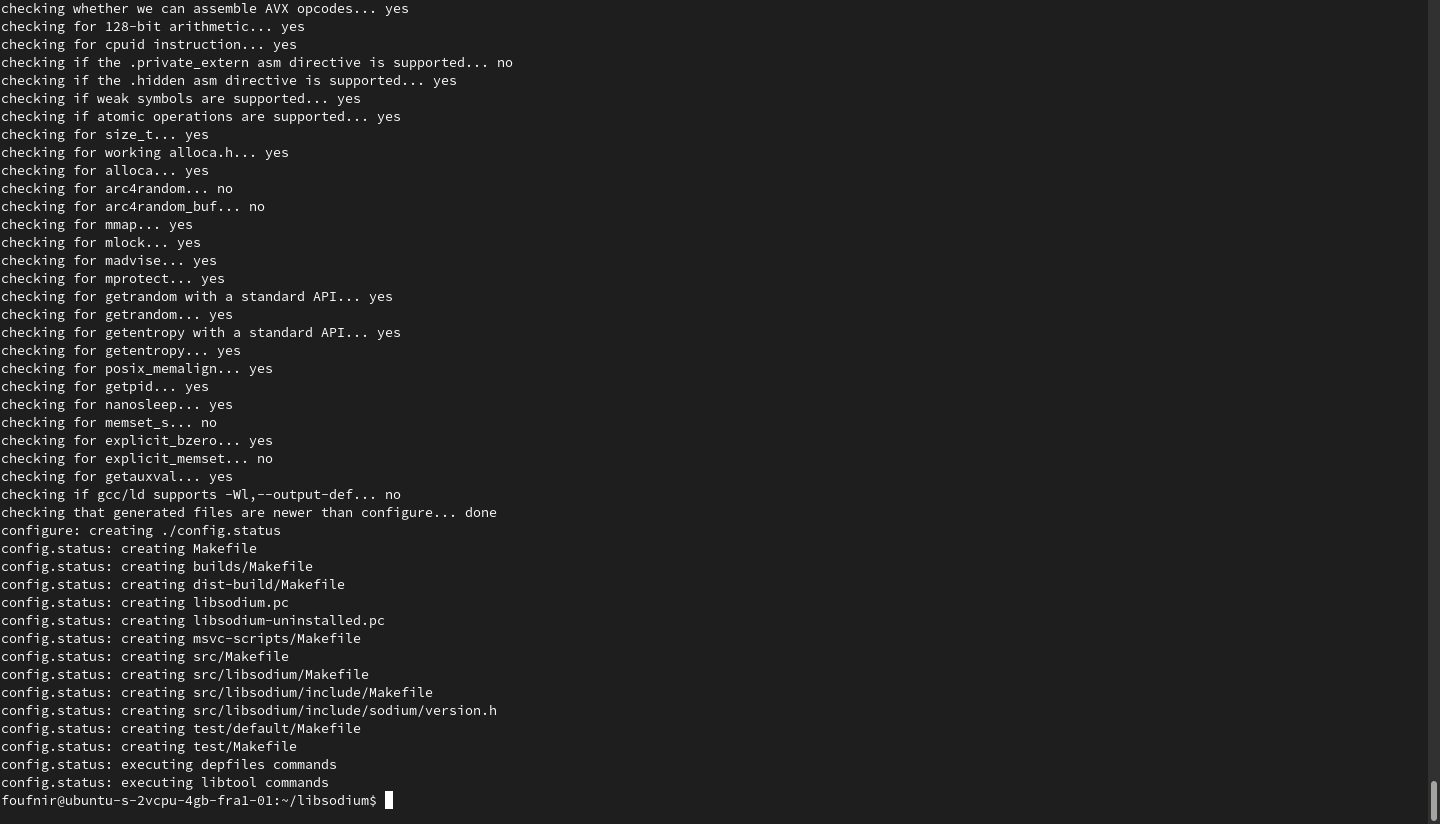 checking whether we can assemble AVX opcodes... yes
checking for 128-bit arithmetic... yes
checking for cpuid instruction... yes
checking if the .private_extern asm directive is supported... no
checking if the .hidden asm directive is supported... yes
checking if weak symbols are supported... yes
checking if atomic operations are supported... yes
checking for size_t... yes
checking for working alloca.h... yes
checking for alloca... yes
checking for arc4random... no
checking for arc4random_buf... no
checking for mmap... yes
checking for mlock... yes
checking for madvise... yes
checking for mprotect... yes
checking for getrandom with a standard API... yes
checking for getrandom... yes
checking for getentropy with a standard API... yes
checking for getentropy... yes
checking for posix_memalign... yes
checking for getpid... yes
checking for nanosleep... yes
checking for memset_s... no
checking for explicit_bzero... yes
checking for explicit_memset... no
checking for getauxval... yes
checking if gcc/ld supports -Wl,--output-def... no
checking that generated files are newer than configure... done
configure: creating ./config.status
config.status: creating Makefile
config.status: creating builds/Makefile
config.status: creating dist-build/Makefile
config.status: creating libsodium.pc
config.status: creating libsodium-uninstalled.pc
config.status: creating msvc-scripts/Makefile
config.status: creating src/Makefile
config.status: creating src/libsodium/Makefile
config.status: creating src/libsodium/include/Makefile
config.status: creating src/libsodium/include/sodium/version.h
config.status: creating test/default/Makefile
config.status: creating test/Makefile
config.status: executing depfiles commands
config.status: executing libtool commands
foufnir@ubuntu-s-2vcpu-4gb-fra1-01:~/libsodium$